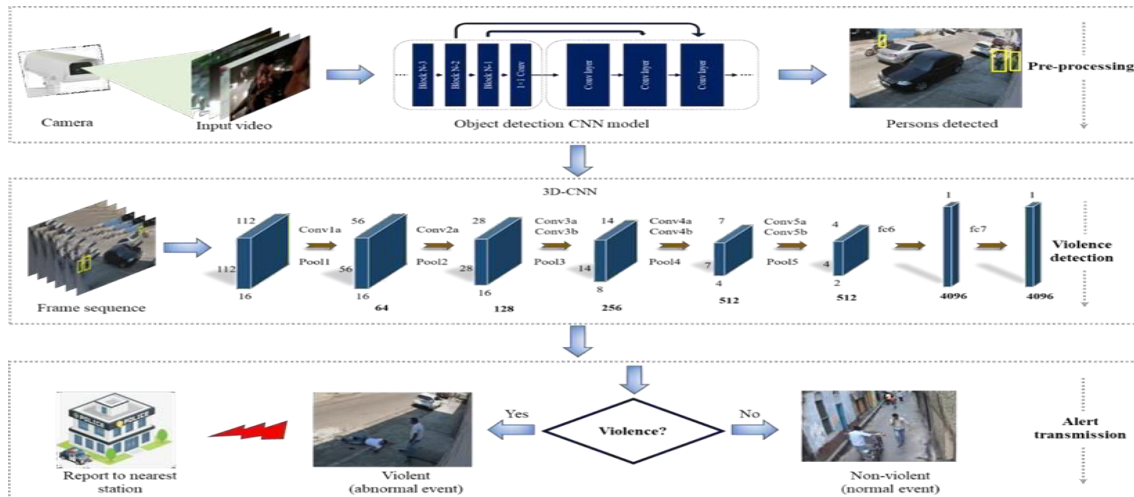 Block N-3
Block N-2
Block N-1
1×1 Conv
Conv layer
Conv layer
Conv layer
Pre-processing
Camera
Input video
Object detection CNN model
Persons detected
3D-CNN
112
56
28
14
7
4
1
1
Conv1a
Conv2a
Conv3a
Conv3b
Conv4a
Conv4b
Conv5a
Conv5b
fc6
fc7
Pool1
Pool2
Pool3
Pool4
Pool5
112
56
28
14
7
4
16
16
16
8
4
2
64
128
256
512
512
4096
4096
Violence
detection
Frame sequence
POLICE
POLICE
Yes
Violence?
No
Alert
transmission
Report to nearest
station
Violent
(abnormal event)
Non-violent
(normal event)